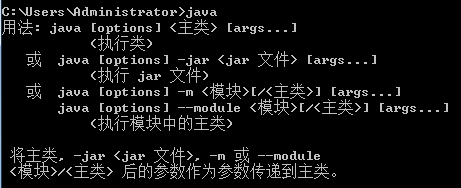 C:\Users\Administrator>java
用法: java [options] <主类> [args...]
(执行类)
或 java [options] -jar <jar 文件> [args...]
(执行 jar 文件)
或 java [options] -m <模块>[/<主类>] [args...]
java [options] --module <模块>[/<主类>] [args...]
(执行模块中的主类)
将主类, -jar <jar 文件>, -m 或 --module
<模块>/<主类> 后的参数作为参数传递到主类。